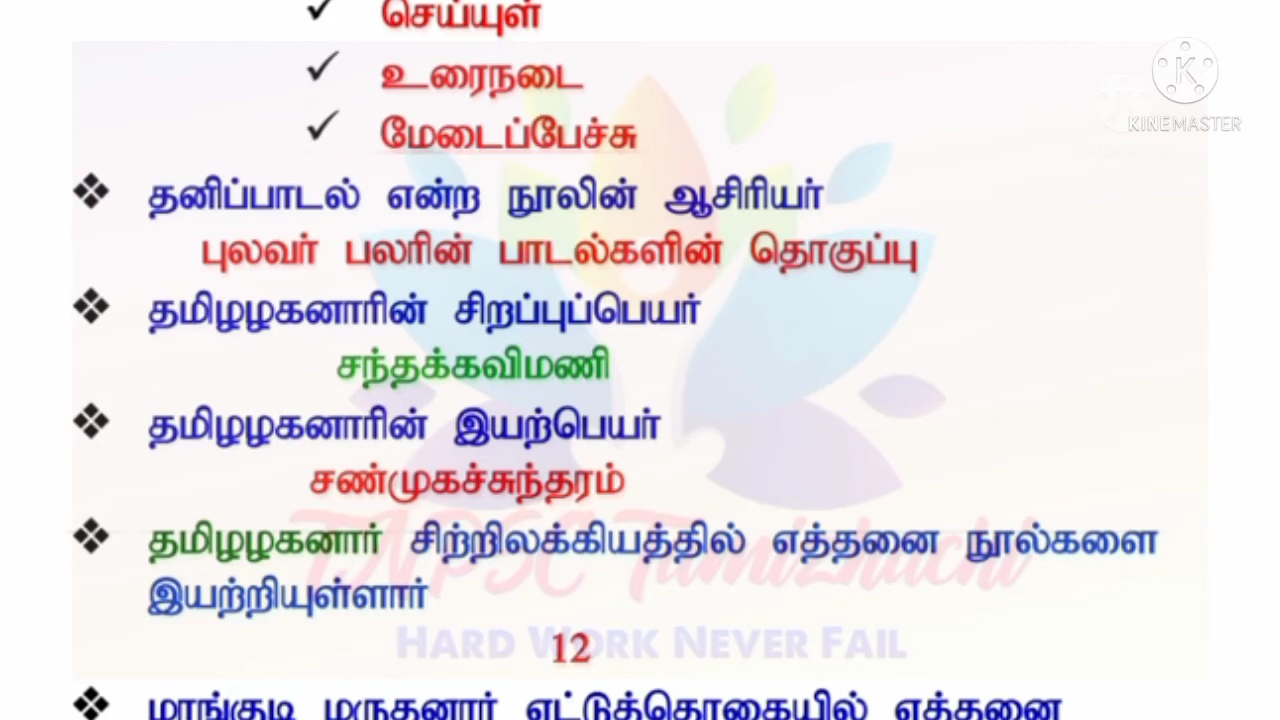 ✓ செய்யுள்
✓ உரைநடை
✓ மேடைப்பேச்சு
❖ தனிப்பாடல் என்ற நூலின் ஆசிரியர்
புலவர் பலரின் பாடல்களின் தொகுப்பு
❖ தமிழழகனாரின் சிறப்புப்பெயர்
சந்தக்கவிமணி
❖ தமிழழகனாரின் இயற்பெயர்
சண்முகச்சுந்தரம்
❖ தமிழழகனார் சிற்றிலக்கியத்தில் எத்தனை நூல்களை
இயற்றியுள்ளார்
12
❖ மாங்குடி மருதனார் எட்டுத்தொகையில் எத்தனை
K
KINEMASTER
TNPSC Tamizhachi
HARD WORK NEVER FAIL